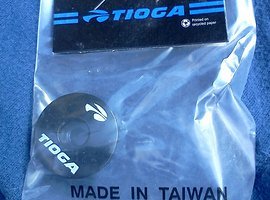 TIOGA
Printed on
recycled paper
TIOGA
MADE IN TAIWAN